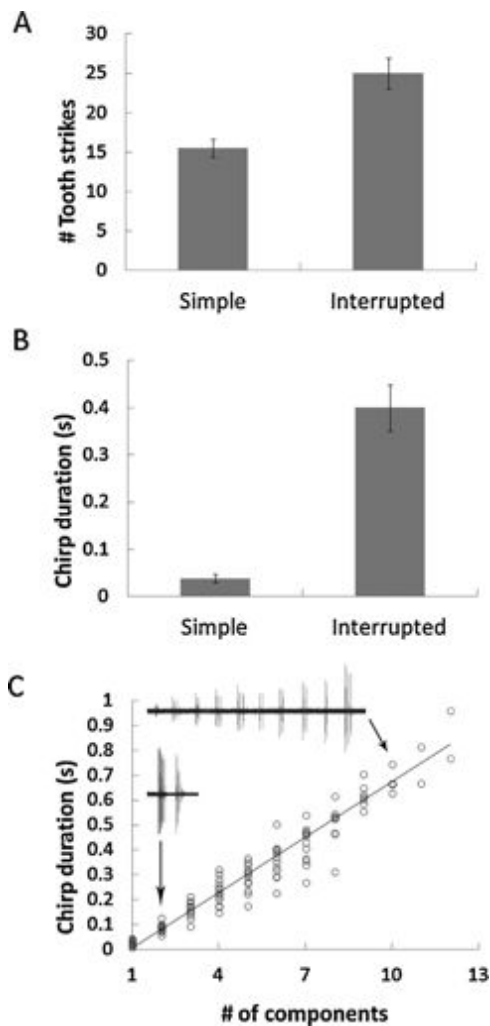 A
# Tooth strikes
30
25
20
15
10
5
0
Simple Interrupted
B
Chirp duration (s)
0.5
0.4
0.3
0.2
0.1
0
Simple Interrupted
C
Chirp duration (s)
1
0.9
0.8
0.7
0.6
0.5
0.4
0.3
0.2
0.1
0
1 4 7 10 13
# of components